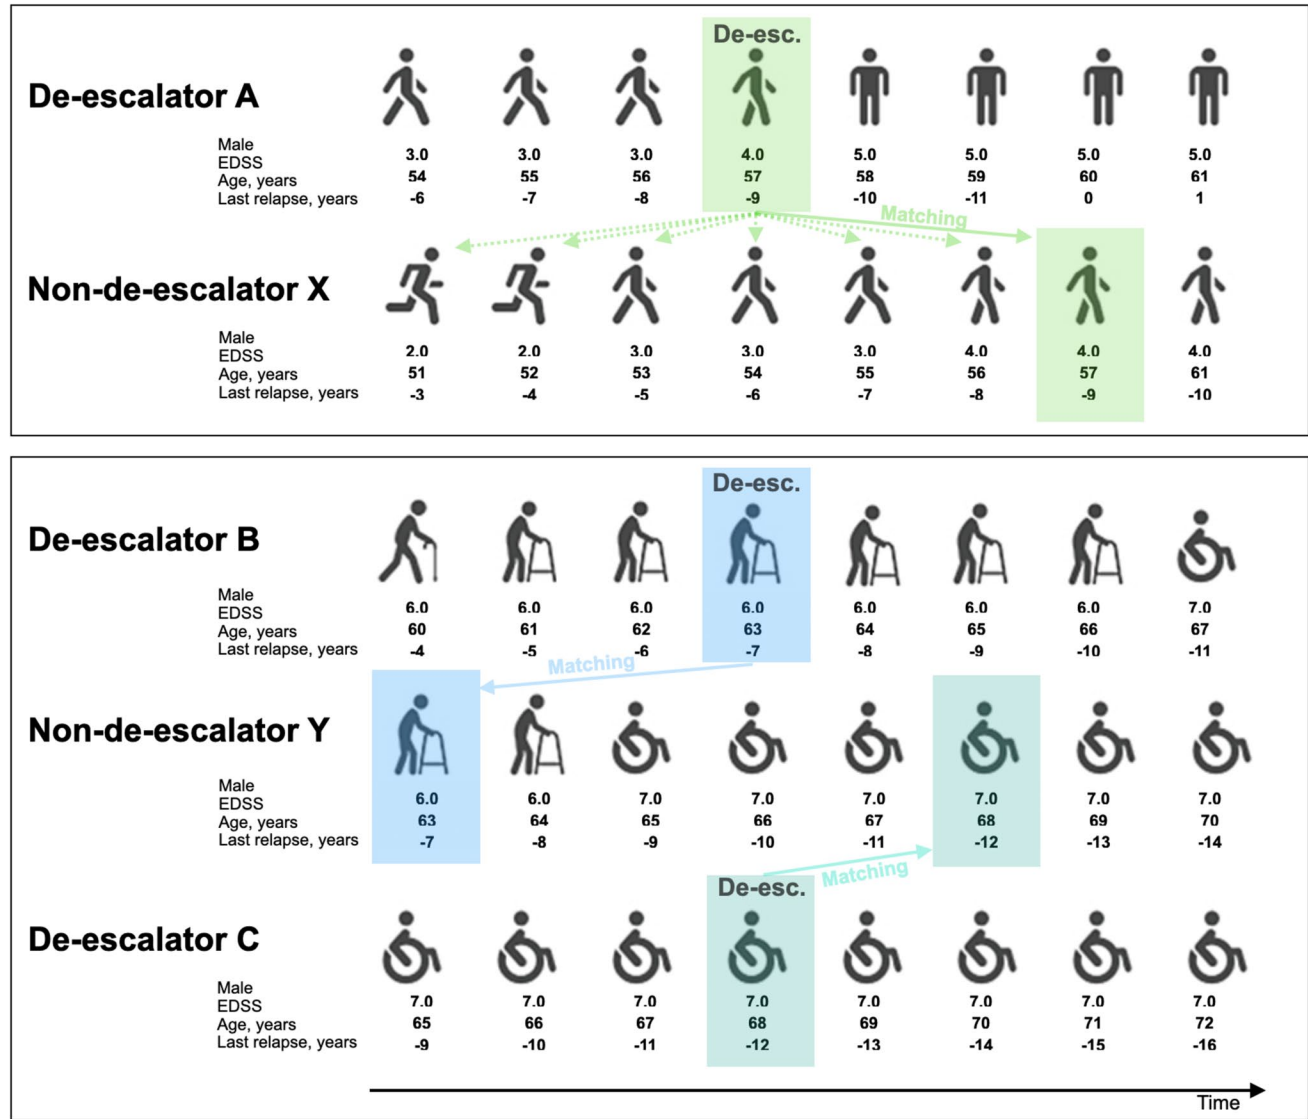 De-esc.
De-escalator A
Male
EDSS 3.0 3.0 3.0 4.0 5.0 5.0 5.0 5.0
Age, years 54 55 56 57 58 59 60 61
Last relapse, years -6 -7 -8 -9 -10 -11 0 1
Matching
Non-de-escalator X
Male
EDSS 2.0 2.0 3.0 3.0 3.0 4.0 4.0 4.0
Age, years 51 52 53 54 55 56 57 61
Last relapse, years -3 -4 -5 -6 -7 -8 -9 -10
De-esc.
De-escalator B
Male
EDSS 6.0 6.0 6.0 6.0 6.0 6.0 6.0 7.0
Age, years 60 61 62 63 64 65 66 67
Last relapse, years -4 -5 -6 -7 -8 -9 -10 -11
Matching
Non-de-escalator Y
Male
EDSS 6.0 6.0 7.0 7.0 7.0 7.0 7.0 7.0
Age, years 63 64 65 66 67 68 69 70
Last relapse, years -7 -8 -9 -10 -11 -12 -13 -14
Matching
De-esc.
De-escalator C
Male
EDSS 7.0 7.0 7.0 7.0 7.0 7.0 7.0 7.0
Age, years 65 66 67 68 69 70 71 72
Last relapse, years -9 -10 -11 -12 -13 -14 -15 -16
Time